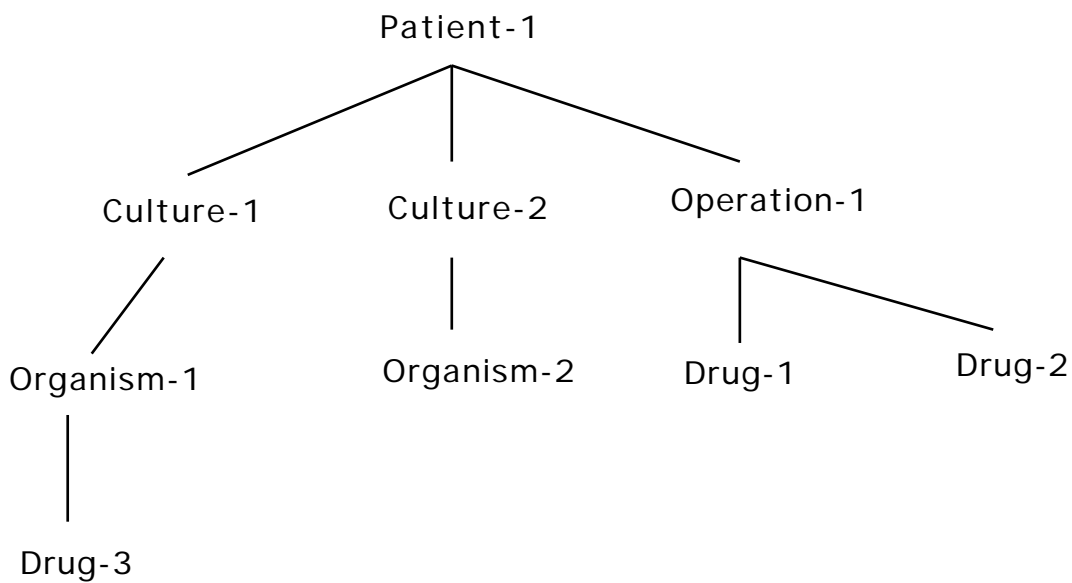 Patient-1
Culture-1
Culture-2
Operation-1
Organism-1
Organism-2
Drug-1
Drug-2
Drug-3